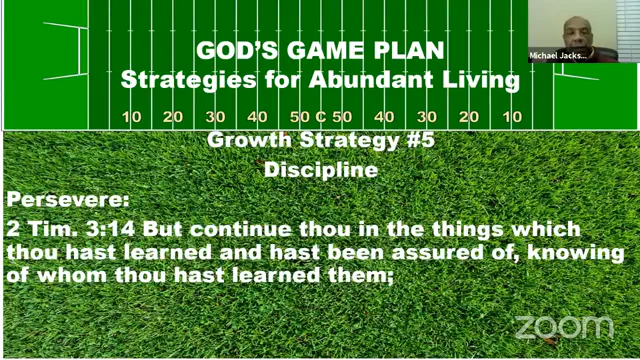 GOD'S GAME PLAN
Strategies for Abundant Living
Michael Jacks...
10 20 30 40 50 C 50 40 30 20 10
Growth Strategy #5
Discipline
Persevere:
2 Tim. 3:14 But continue thou in the things which
thou hast learned and hast been assured of, knowing
of whom thou hast learned them;
zoom